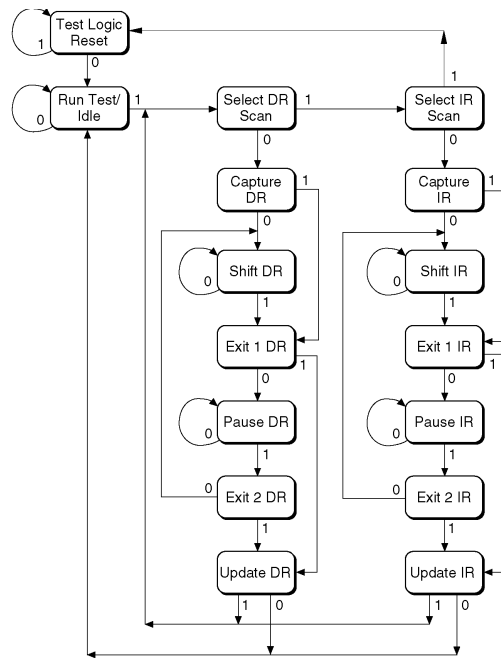 Test Logic
Reset
1
0
Run Test/
Idle
0
1
Select DR
Scan
1
0
Select IR
Scan
1
0
Capture
DR
1
0
Capture
IR
1
0
Shift DR
0
1
Shift IR
0
1
Exit 1 DR
1
0
Exit 1 IR
1
0
Pause DR
0
1
Pause IR
0
1
0
Exit 2 DR
1
0
Exit 2 IR
1
Update DR
1
0
Update IR
1
0